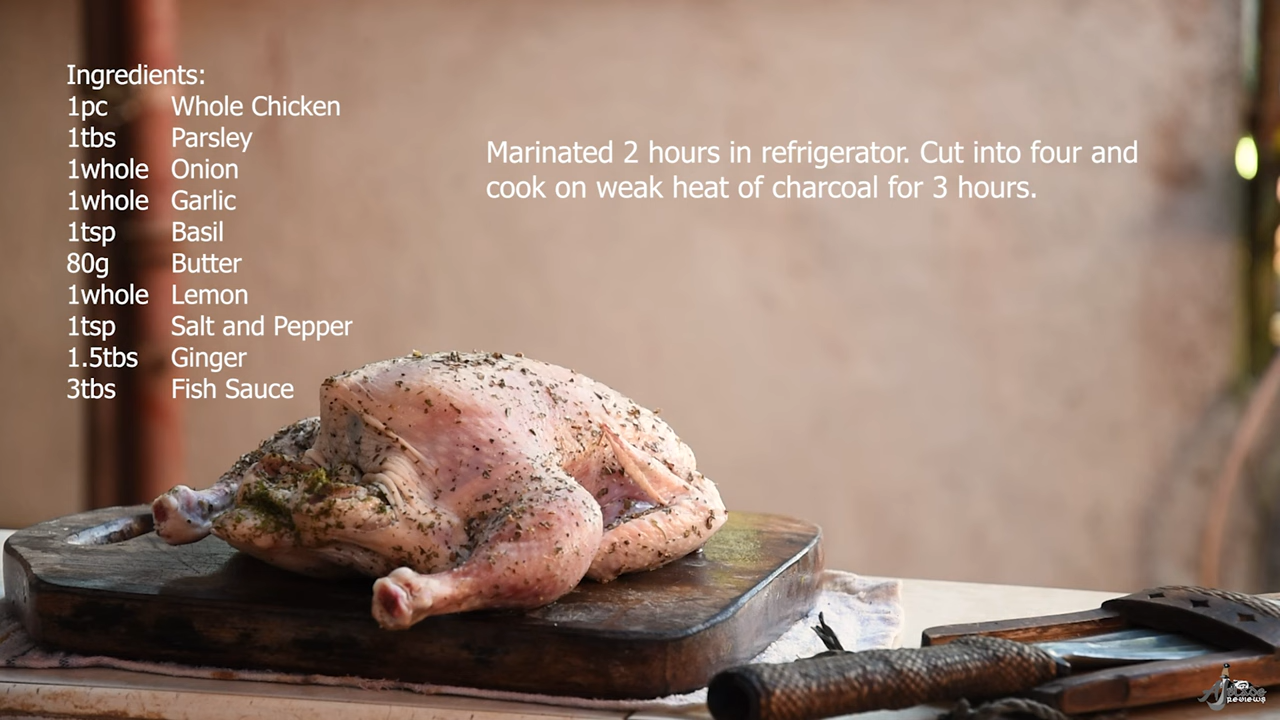 Ingredients:
1pc Whole Chicken
1tbs Parsley
1whole Onion
1whole Garlic
1tsp Basil
80g Butter
1whole Lemon
1tsp Salt and Pepper
1.5tbs Ginger
3tbs Fish Sauce
Marinated 2 hours in refrigerator. Cut into four and
cook on weak heat of charcoal for 3 hours.
REVIEWS